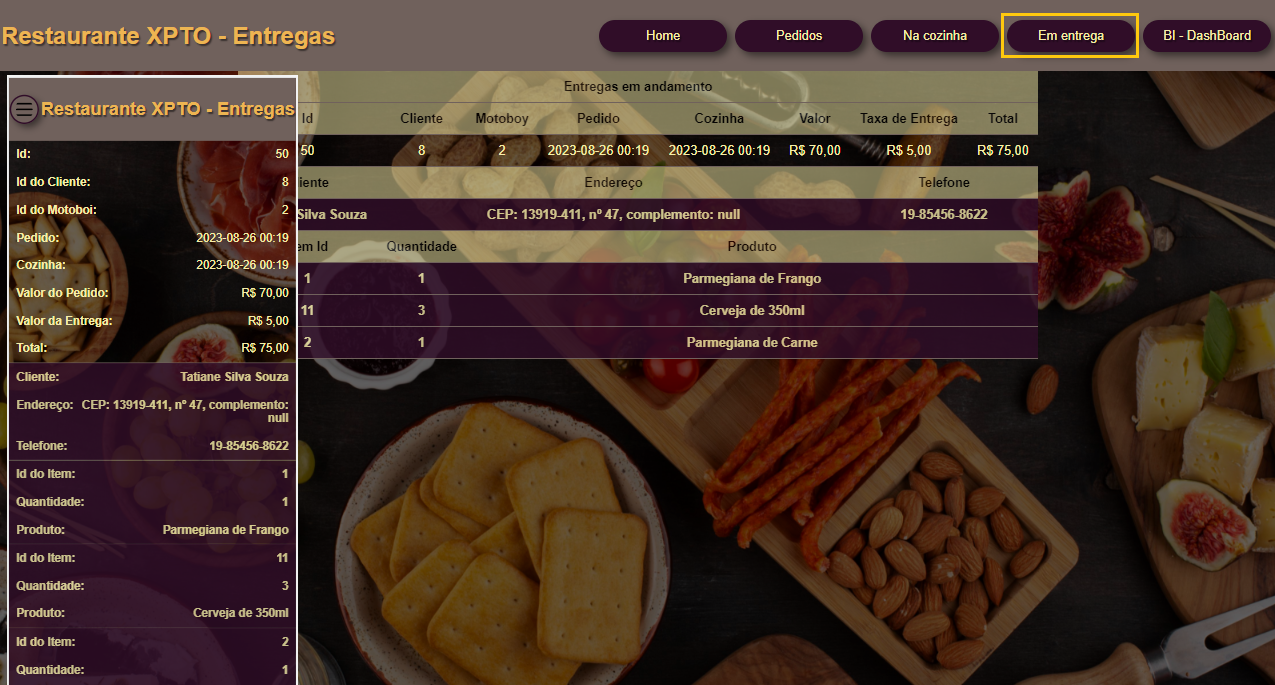 Restaurante XPTO - Entregas
Home Pedidos Na cozinha Em entrega BI - DashBoard
Restaurante XPTO - Entregas
Id: 50
Id do Cliente: 8
Id do Motoboi: 2
Pedido: 2023-08-26 00:19
Cozinha: 2023-08-26 00:19
Valor do Pedido: R$ 70,00
Valor da Entrega: R$ 5,00
Total: R$ 75,00
Cliente: Tatiane Silva Souza
Endereço: CEP: 13919-411, nº 47, complemento:
null
Telefone: 19-85456-8622
Id do Item: 1
Quantidade: 1
Produto: Parmegiana de Frango
Id do Item: 11
Quantidade: 3
Produto: Cerveja de 350ml
Id do Item: 2
Quantidade: 1
Entregas em andamento
Id Cliente Motoboy Pedido Cozinha Valor Taxa de Entrega Total
50 8 2 2023-08-26 00:19 2023-08-26 00:19 R$ 70,00 R$ 5,00 R$ 75,00
iente Endereço Telefone
Silva Souza CEP: 13919-411, nº 47, complemento: null 19-85456-8622
em Id Quantidade Produto
1 1 Parmegiana de Frango
11 3 Cerveja de 350ml
2 1 Parmegiana de Carne